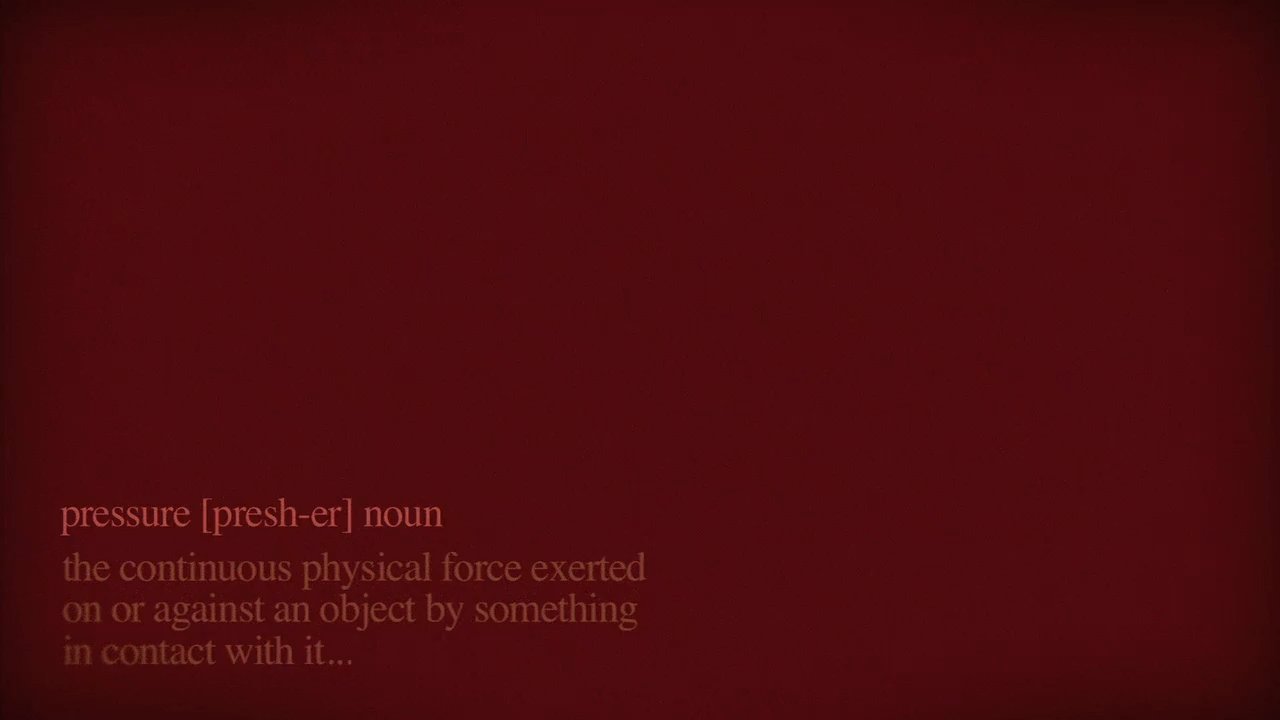 pressure [presh-er] noun
the continuous physical force exerted
on or against an object by something
in contact with it...